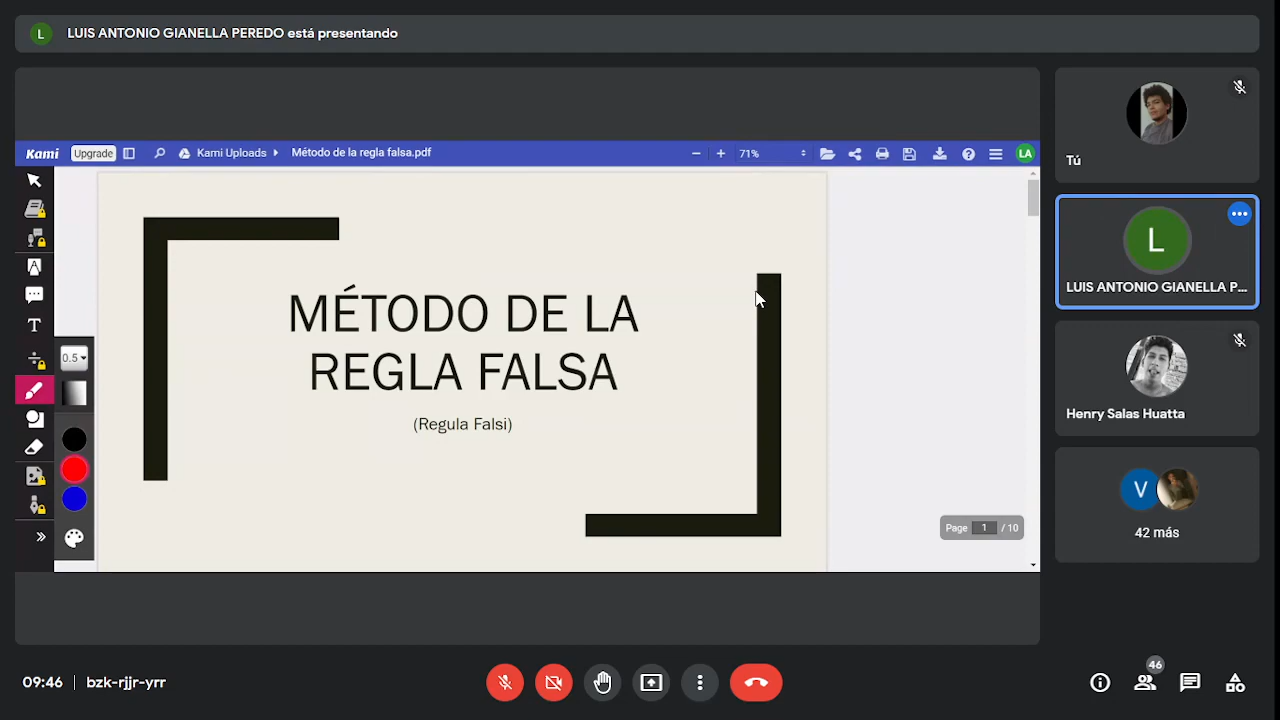 L LUIS ANTONIO GIANELLA PEREDO está presentando
Kami Upgrade Kami Uploads Método de la regla falsa.pdf 71% LA
MÉTODO DE LA
REGLA FALSA
(Regula Falsi)
T
0.5
Page 1 / 10
Tú
L
LUIS ANTONIO GIANELLA P...
Henry Salas Huatta
V
42 más
09:46 | bzk-rjjr-yrr
46